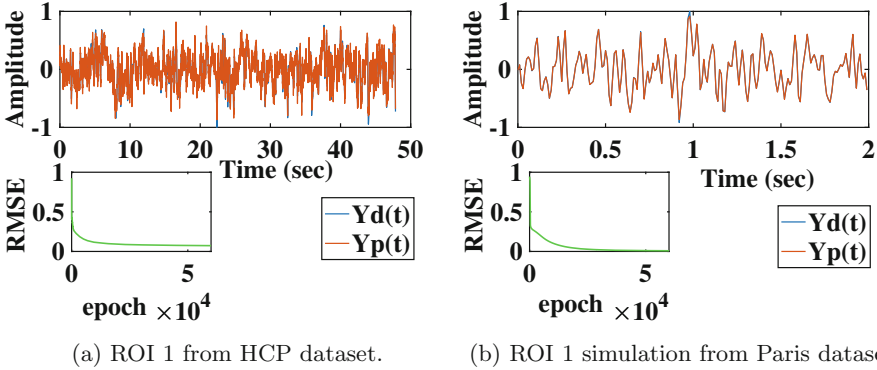 Amplitude
1
0
-1
0 10 20 30 40 50
Time (sec)
RMSE
1
0.5
0
0 5
epoch ×10^4
Yd(t)
Yp(t)
(a) ROI 1 from HCP dataset.
Amplitude
1
0
-1
0 0.5 1 1.5 2
Time (sec)
RMSE
1
0.5
0
0 5
epoch ×10^4
Yd(t)
Yp(t)
(b) ROI 1 simulation from Paris datase